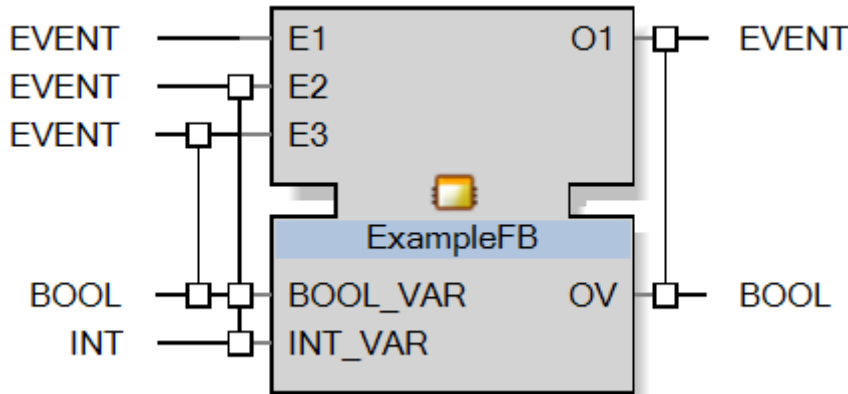 EVENT E1 O1 EVENT
EVENT E2
EVENT E3
ExampleFB
BOOL BOOL_VAR OV BOOL
INT INT_VAR